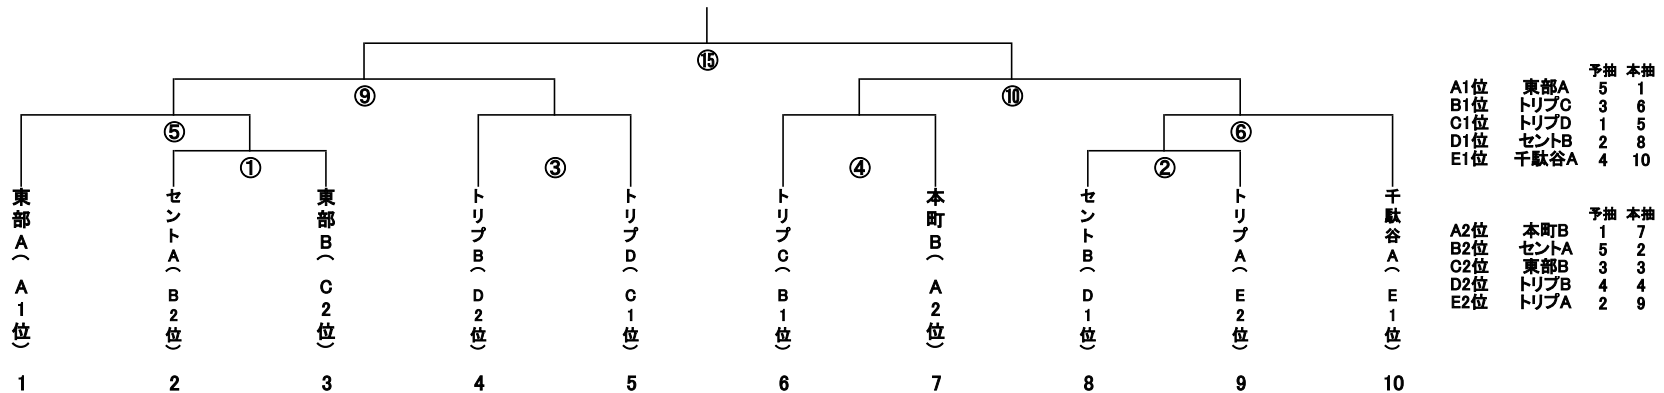 ⑮
⑨
⑩
⑤
⑥
①
③
④
②
東部A(A1位)
セントA(B2位)
東部B(C2位)
トリプB(D2位)
トリプD(C1位)
トリプC(B1位)
本町B(A2位)
セントB(D1位)
トリプA(E2位)
千駄谷A(E1位)
1 2 3 4 5 6 7 8 9 10
予抽 本抽
A1位 東部A 5 1
B1位 トリプC 3 6
C1位 トリプD 1 5
D1位 セントB 2 8
E1位 千駄谷A 4 10
予抽 本抽
A2位 本町B 1 7
B2位 セントA 5 2
C2位 東部B 3 3
D2位 トリプB 4 4
E2位 トリプA 2 9